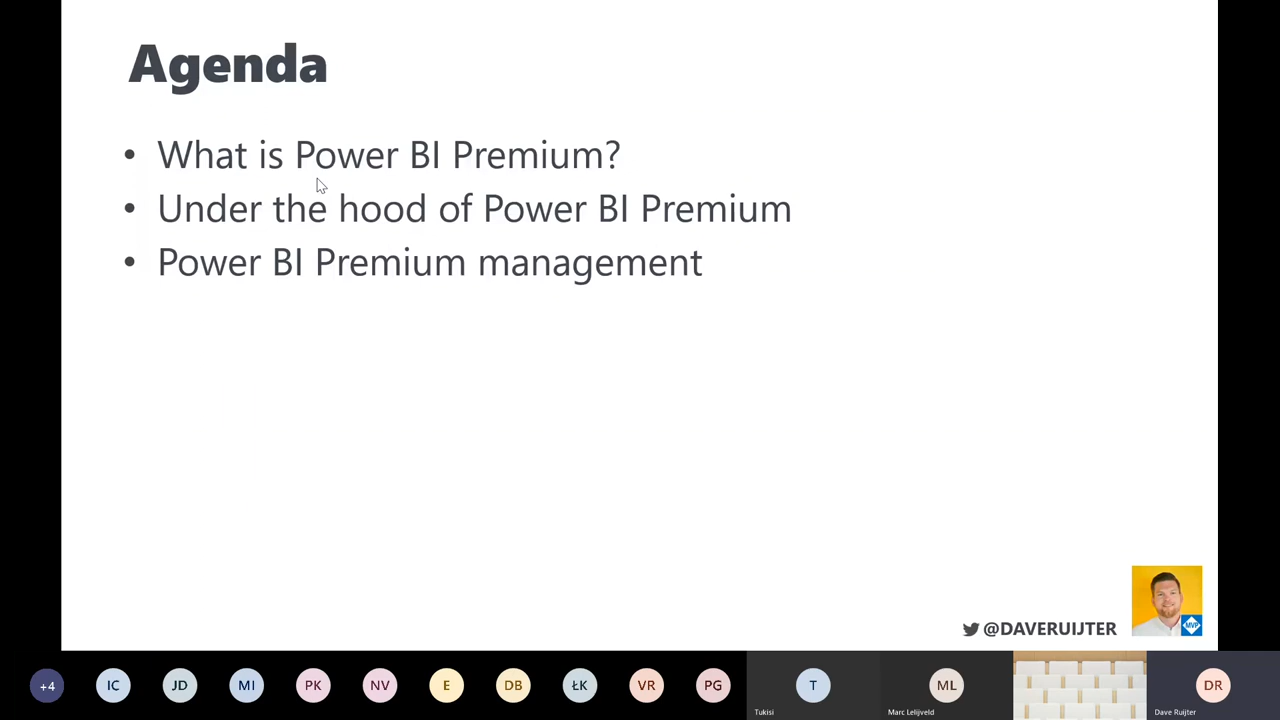 Agenda
• What is Power BI Premium?
• Under the hood of Power BI Premium
• Power BI Premium management
@DAVERUIJTER
MVP
+4
IC
JD
MI
PK
NV
E
DB
ŁK
VR
PG
T
Tukisi
ML
Marc Lelijveld
DR
Dave Ruijter